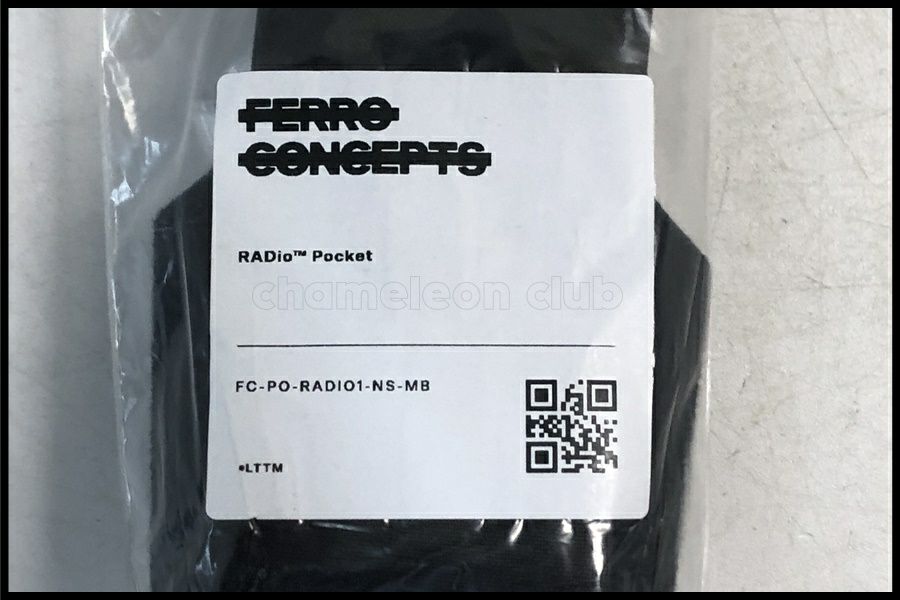 FERRO
CONCEPTS
RADio™ Pocket
chameleon club
FC-PO-RADIO1-NS-MB
•LTTM